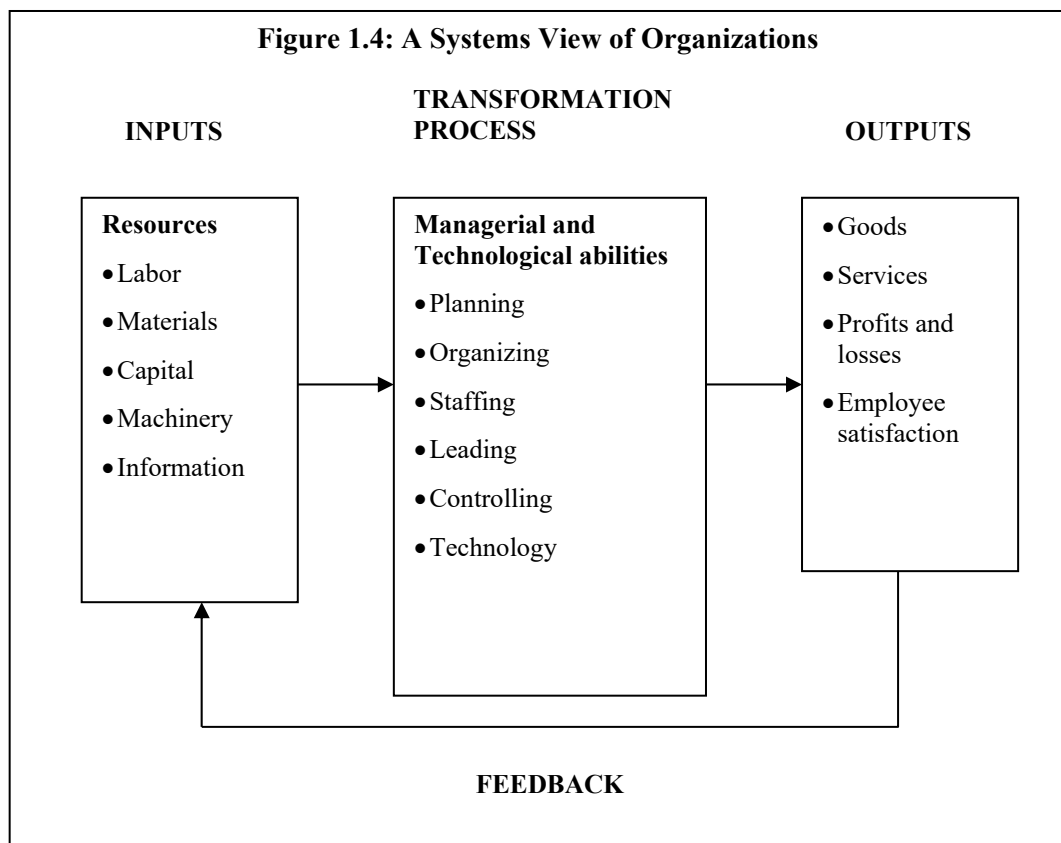 Figure 1.4: A Systems View of Organizations
INPUTS
TRANSFORMATION
PROCESS
OUTPUTS
Resources
•Labor
•Materials
•Capital
•Machinery
•Information
Managerial and
Technological abilities
•Planning
•Organizing
•Staffing
•Leading
•Controlling
•Technology
•Goods
•Services
•Profits and
losses
•Employee
satisfaction
FEEDBACK